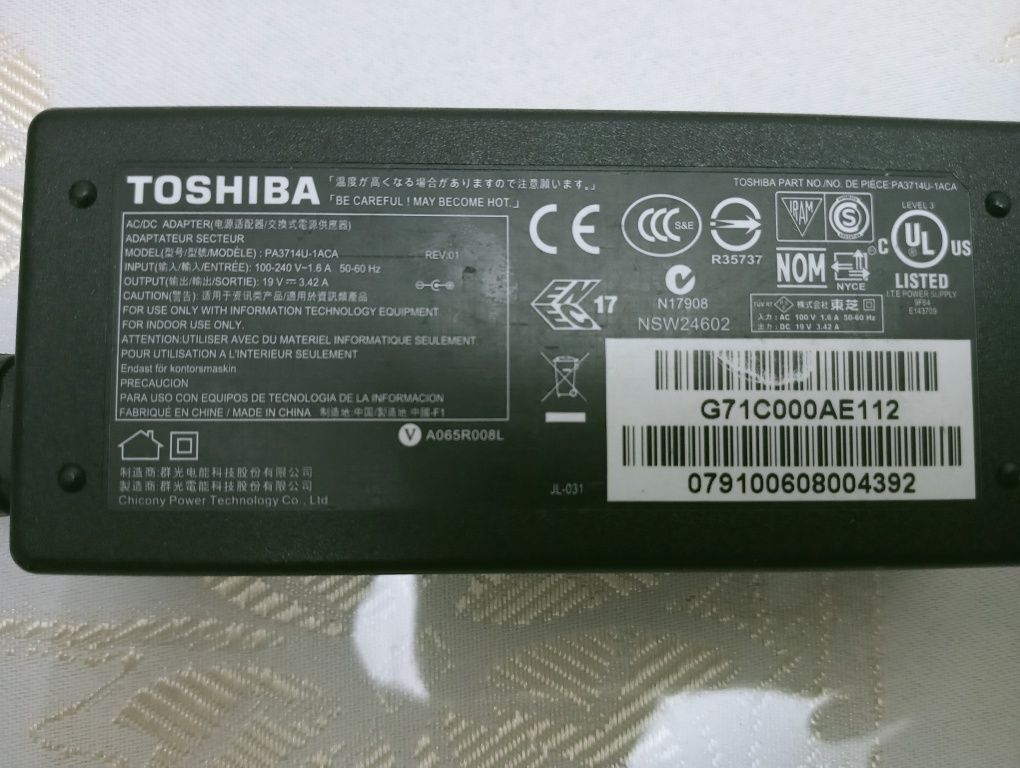 TOSHIBA
「温度が高くなる場合がありますので注意願います。」
「BE CAREFUL ! MAY BECOME HOT.」
TOSHIBA PART NO./NO. DE PIÈCE:PA3714U-1ACA
AC/DC ADAPTER(电源适配器/交換式電源供應器)
ADAPTATEUR SECTEUR
MODEL(型号/型號/MODÈLE) : PA3714U-1ACA REV:01
INPUT(输入/輸入/ENTRÉE): 100-240 V~1.6 A 50-60 Hz
OUTPUT(输出/輸出/SORTIE): 19 V ⎓ 3.42 A
CAUTION(警告): 适用于资讯类产品/適用於資訊類產品
FOR USE ONLY WITH INFORMATION TECHNOLOGY EQUIPMENT
FOR INDOOR USE ONLY.
ATTENTION:UTILISER AVEC DU MATERIEL INFORMATIQUE SEULEMENT
POUR UTILISATION A L'INTERIEUR SEULEMENT
Endast för kontorsmaskin
PRECAUCION
PARA USO CON EQUIPOS DE TECNOLOGIA DE LA INFORMACION
FABRIQUÉ EN CHINE / MADE IN CHINA 制造地:中国/製造地:中國-F1
V A065R008L
制造商:群光电能科技股份有限公司
製造商:群光電能科技股份有限公司
Chicony Power Technology Co., Ltd
JL-031
CE
CCC S&E
R35737
IRAM
S
NOM
NYCE
LEVEL 3
C UL US
LISTED
I.T.E POWER SUPPLY
9F84
E143709
EN EC 17
N17908
NSW24602
TÜV RT
PS
E 株式会社 東芝
入力 : AC 100 V 1.6 A 50-60 Hz
出力 : DC 19 V 3.42 A
G71C000AE112
079100608004392